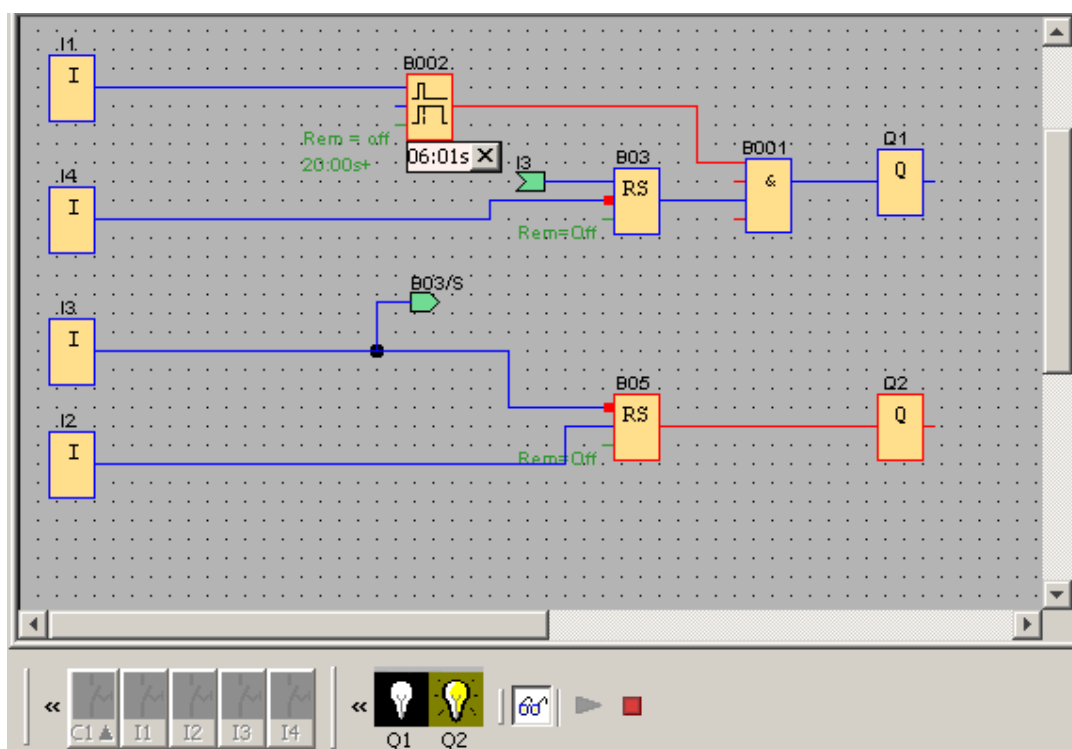 I1
I
B002
Rem = off
20:00s+
06:01s
I3
B03
RS
Rem=Off
B001
&
Q1
Q
I4
I
B03/S
I3
I
B05
RS
Rem=Off
Q2
Q
I2
I
« C1 I1 I2 I3 I4 « Q1 Q2